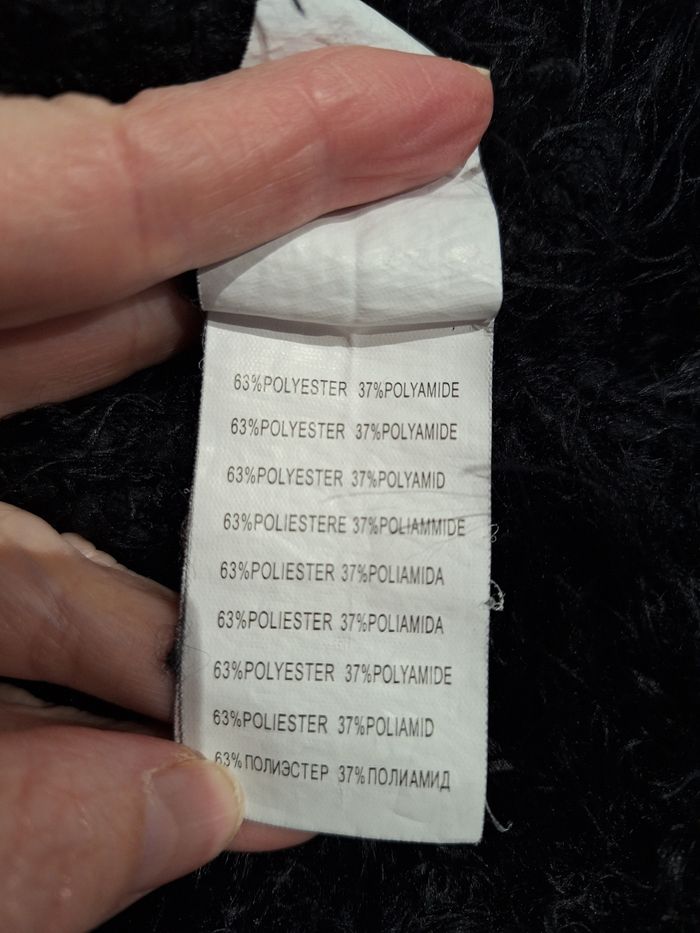 63%POLYESTER 37%POLYAMIDE
63%POLYESTER 37%POLYAMIDE
63%POLYESTER 37%POLYAMID
63%POLIESTERE 37%POLIAMMIDE
63%POLIESTER 37%POLIAMIDA
63%POLIESTER 37%POLIAMIDA
63%POLYESTER 37%POLYAMIDE
63%POLIESTER 37%POLIAMID
63%ПОЛИЭСТЕР 37%ПОЛИАМИД